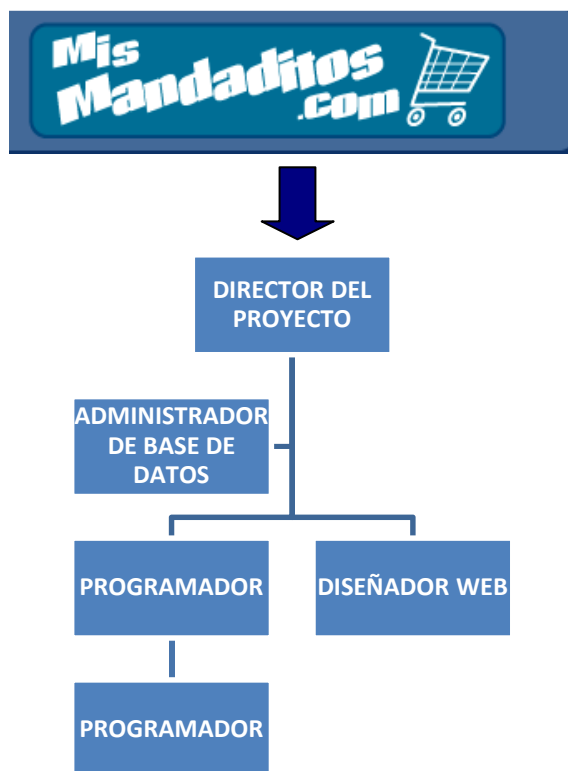 Mis
Mandaditos
.com
DIRECTOR DEL
PROYECTO
ADMINISTRADOR
DE BASE DE
DATOS
PROGRAMADOR
DISEÑADOR WEB
PROGRAMADOR